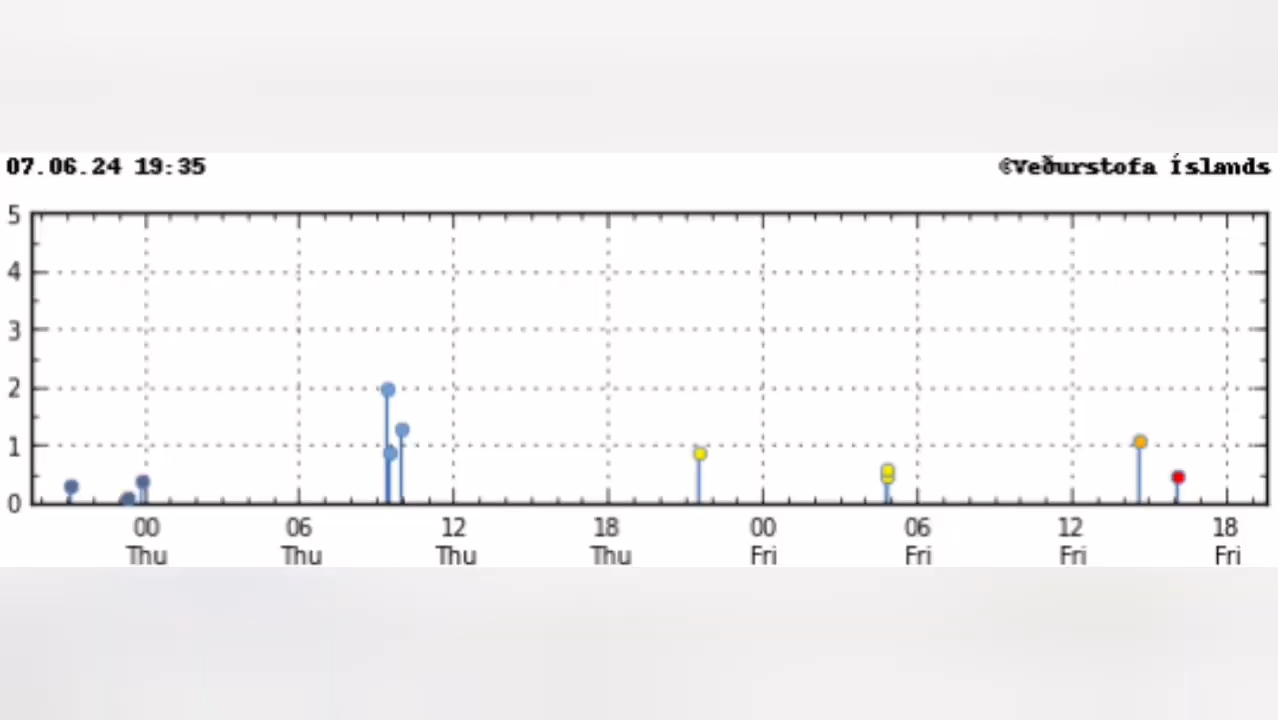 07.06.24 19:35 ©Veðurstofa Íslands
5
4
3
2
1
0
00 06 12 18 00 06 12 18
Thu Thu Thu Thu Fri Fri Fri Fri